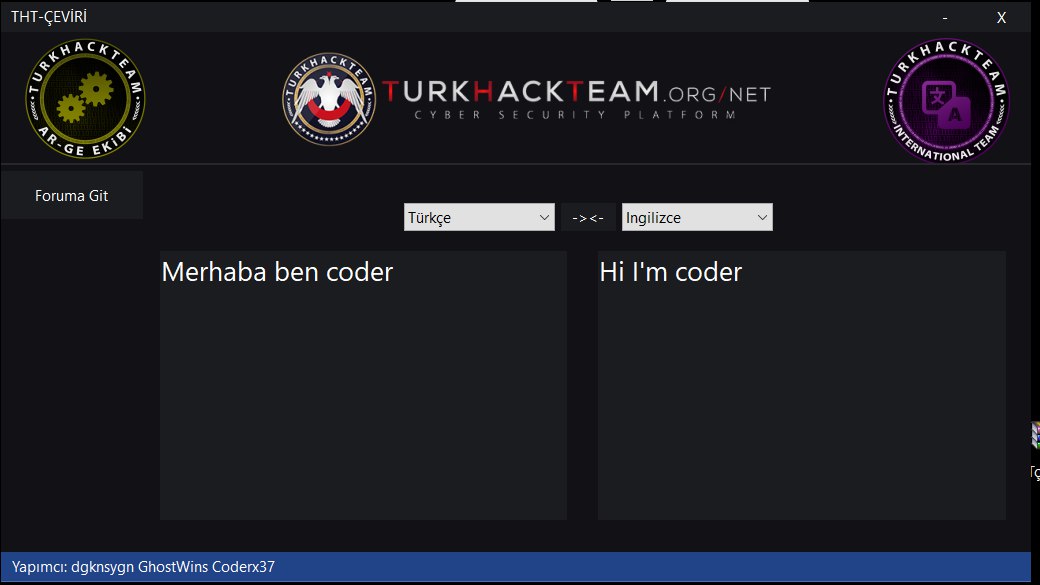 THT-ÇEVİRİ
- X
TURKHACKTEAM
AR-GE EKİBİ
TURKHACKTEAM
TURKHACKTEAM.ORG/NET
CYBER SECURITY PLATFORM
TURKHACKTEAM
文 A
INTERNATIONAL TEAM
Foruma Git
Türkçe
-><-
Ingilizce
Merhaba ben coder
Hi I'm coder
Yapımcı: dgknsygn GhostWins Coderx37